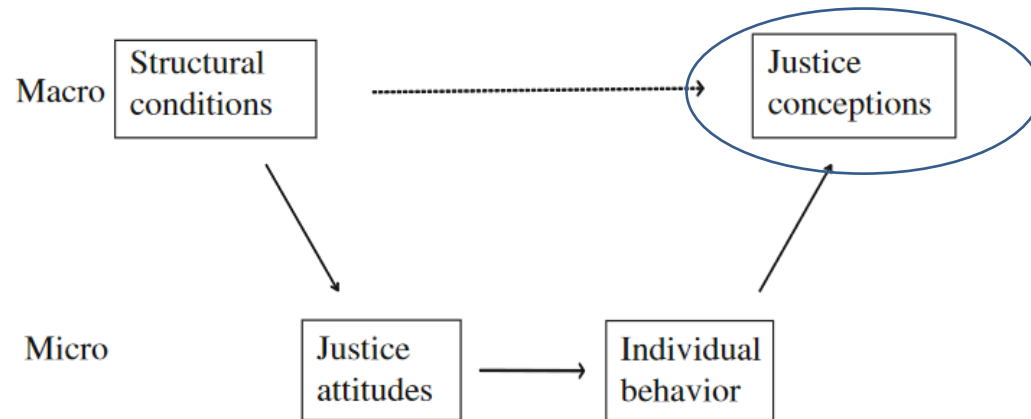 Macro
Structural
conditions
Justice
conceptions
Micro
Justice
attitudes
Individual
behavior